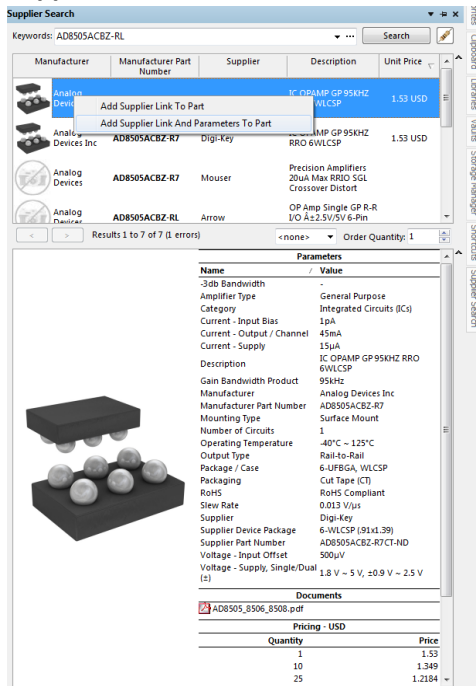 Supplier Search
Keywords: AD8505ACBZ-RL ... Search
Manufacturer Manufacturer Part Number Supplier Description Unit Price
Analog
IC OPAMP GP 95KHZ
WLCSP
1.53 USD
Add Supplier Link To Part
Add Supplier Link And Parameters To Part
Analog Devices Inc AD8505ACBZ-R7 Digi-Key IC OPAMP GP 95KHZ RRO 6WLCSP 1.53 USD
Analog Devices AD8505ACBZ-R7 Mouser Precision Amplifiers 20uA Max RRIO SGL Crossover Distort
Analog Devices AD8505ACBZ-RL Arrow OP Amp Single GP R-R I/O Â±2.5V/5V 6-Pin
< > Results 1 to 7 of 7 (1 errors) <none> Order Quantity: 1
Parameters
Name / Value
-3db Bandwidth -
Amplifier Type General Purpose
Category Integrated Circuits (ICs)
Current - Input Bias 1pA
Current - Output / Channel 45mA
Current - Supply 15µA
Description IC OPAMP GP 95KHZ RRO 6WLCSP
Gain Bandwidth Product 95kHz
Manufacturer Analog Devices Inc
Manufacturer Part Number AD8505ACBZ-R7
Mounting Type Surface Mount
Number of Circuits 1
Operating Temperature -40°C ~ 125°C
Output Type Rail-to-Rail
Package / Case 6-UFBGA, WLCSP
Packaging Cut Tape (CT)
RoHS RoHS Compliant
Slew Rate 0.013 V/µs
Supplier Digi-Key
Supplier Device Package 6-WLCSP (.91x1.39)
Supplier Part Number AD8505ACBZ-R7CT-ND
Voltage - Input Offset 500µV
Voltage - Supply, Single/Dual (±) 1.8 V ~ 5 V, ±0.9 V ~ 2.5 V
Documents
AD8505_8506_8508.pdf
Pricing - USD
Quantity Price
1 1.53
10 1.349
25 1.2184
Clipboard
Libraries
Vaults
Storage Manager
Shortcuts
Supplier Search